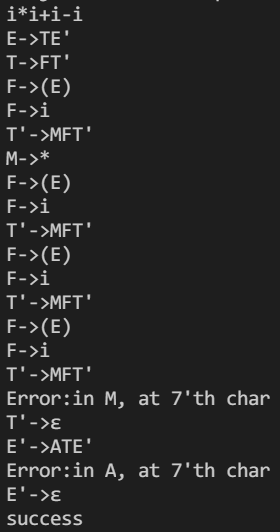 i*i+i-i
E->TE'
T->FT'
F->(E)
F->i
T'->MFT'
M->*
F->(E)
F->i
T'->MFT'
F->(E)
F->i
T'->MFT'
F->(E)
F->i
T'->MFT'
Error:in M, at 7'th char
T'->ε
E'->ATE'
Error:in A, at 7'th char
E'->ε
success